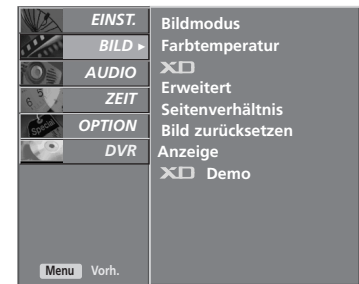 EINST.
BILD ►
AUDIO
ZEIT
OPTION
DVR
Menu Vorh.
Bildmodus
Farbtemperatur
XD
Erweitert
Seitenverhältnis
Bild zurücksetzen
Anzeige
XD Demo